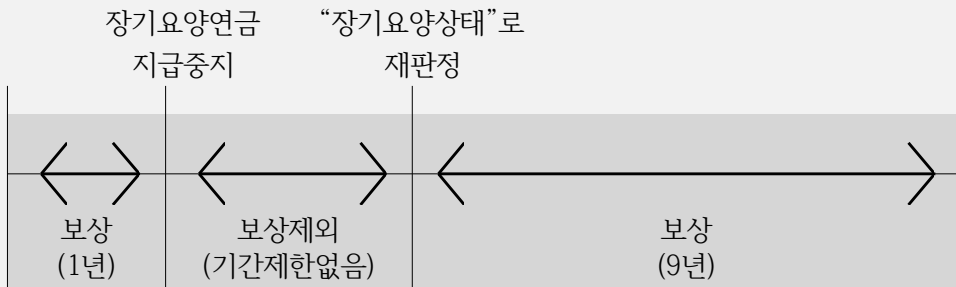 장기요양연금
지급중지
“장기요양상태”로
재판정
보상
(1년)
보상제외
(기간제한없음)
보상
(9년)